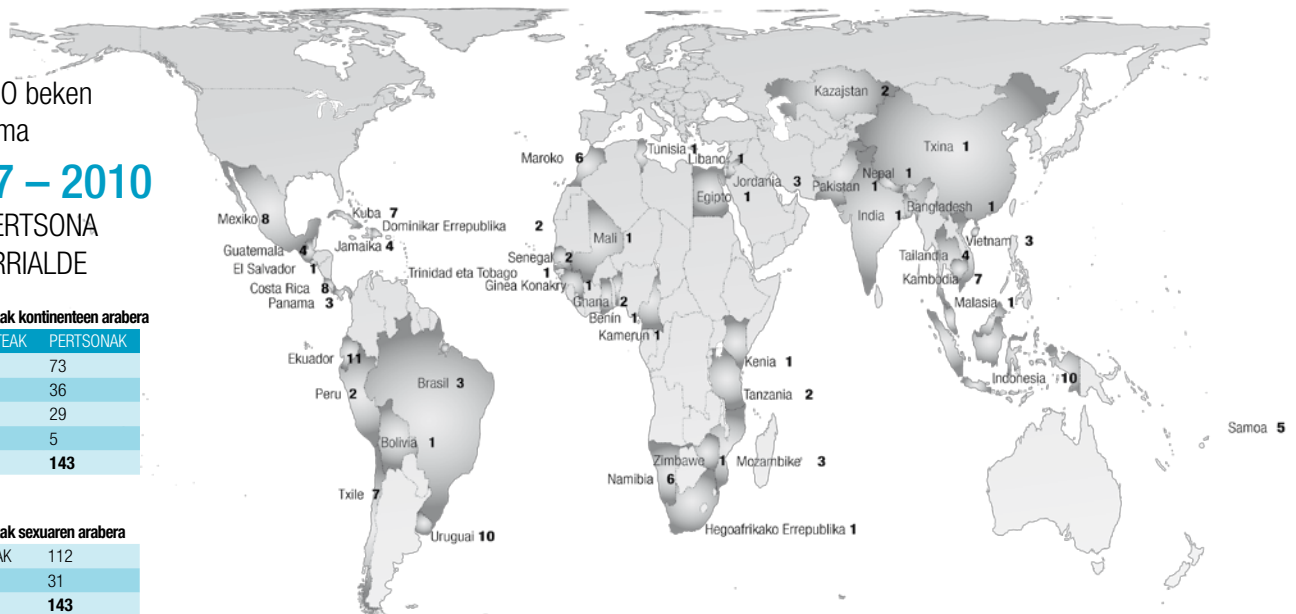 O beken
ma
7 – 2010
ERTSONA
RRIALDE
ak kontinenteen arabera
TEAK PERTSONAK
73
36
29
5
143
ak sexuaren arabera
AK 112
31
143
Mexiko 8
Guatemala 4
El Salvador 1
Costa Rica 8
Panama 3
Kuba 7
Dominikar Errepublika 2
Jamaika 4
Trinidad eta Tobago 1
Ekuador 11
Peru 2
Brasil 3
Bolivia 1
Txile 7
Uruguai 10
Maroko 6
Tunisia 1
Libano 1
Jordania 3
Egipto 1
Mali 1
Senegal 2
Ginea Konakry 1
Ghana 2
Benin 1
Kamerun 1
Kenia 1
Tanzania 2
Zimbawe 1
Mozambike 3
Namibia 6
Hegoafrikako Errepublika 1
Kazajstan 2
Txina 1
Nepal 1
Pakistan 1
India 1
Bangladesh 1
Vietnam 3
Tailandia 4
Kambodia 7
Malasia 1
Indonesia 10
Samoa 5